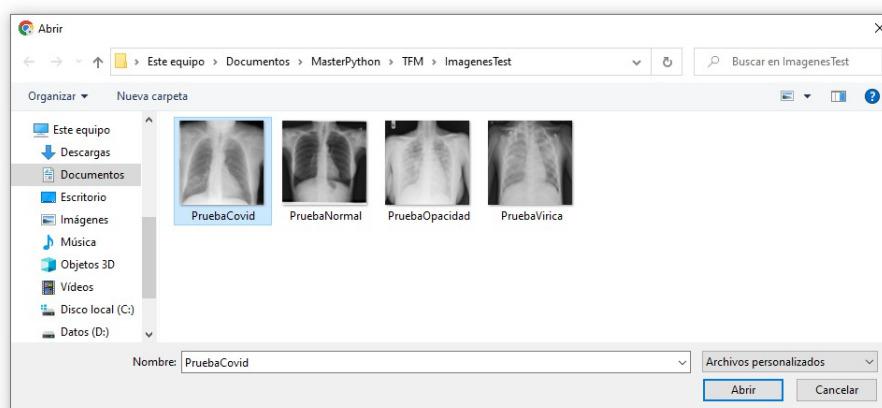 Abrir
Este equipo > Documentos > MasterPython > TFM > ImagenesTest
Buscar en ImagenesTest
Organizar
Nueva carpeta
Este equipo
Descargas
Documentos
Escritorio
Imágenes
Música
Objetos 3D
Vídeos
Disco local (C:)
Datos (D:)
PruebaCovid
PruebaNormal
PruebaOpacidad
PruebaVirica
Nombre: PruebaCovid
Archivos personalizados
Abrir
Cancelar